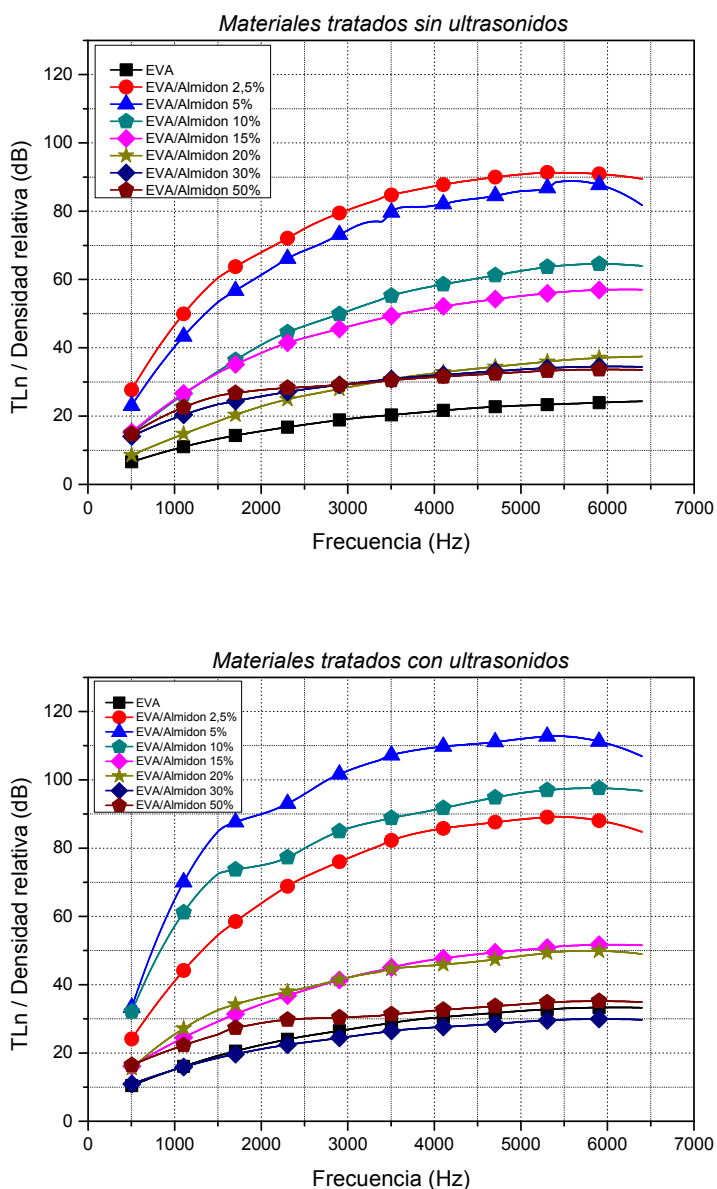 Materiales tratados sin ultrasonidos
120
100
80
60
40
20
0
TLn / Densidad relativa (dB)
EVA
EVA/Almidon 2,5%
EVA/Almidon 5%
EVA/Almidon 10%
EVA/Almidon 15%
EVA/Almidon 20%
EVA/Almidon 30%
EVA/Almidon 50%
0 1000 2000 3000 4000 5000 6000 7000
Frecuencia (Hz)
Materiales tratados con ultrasonidos
120
100
80
60
40
20
0
TLn / Densidad relativa (dB)
EVA
EVA/Almidon 2,5%
EVA/Almidon 5%
EVA/Almidon 10%
EVA/Almidon 15%
EVA/Almidon 20%
EVA/Almidon 30%
EVA/Almidon 50%
0 1000 2000 3000 4000 5000 6000 7000
Frecuencia (Hz)